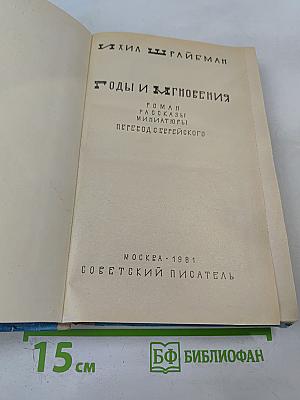 ИХИЛ ШРАЙБМАН
ГОДЫ И МГНОВЕНИЯ
РОМАН
РАССКАЗЫ
МИНИАТЮРЫ
ПЕРЕВОД С ЕВРЕЙСКОГО
МОСКВА · 1981
СОВЕТСКИЙ ПИСАТЕЛЬ
15 см
БФ БИБЛИОФАН